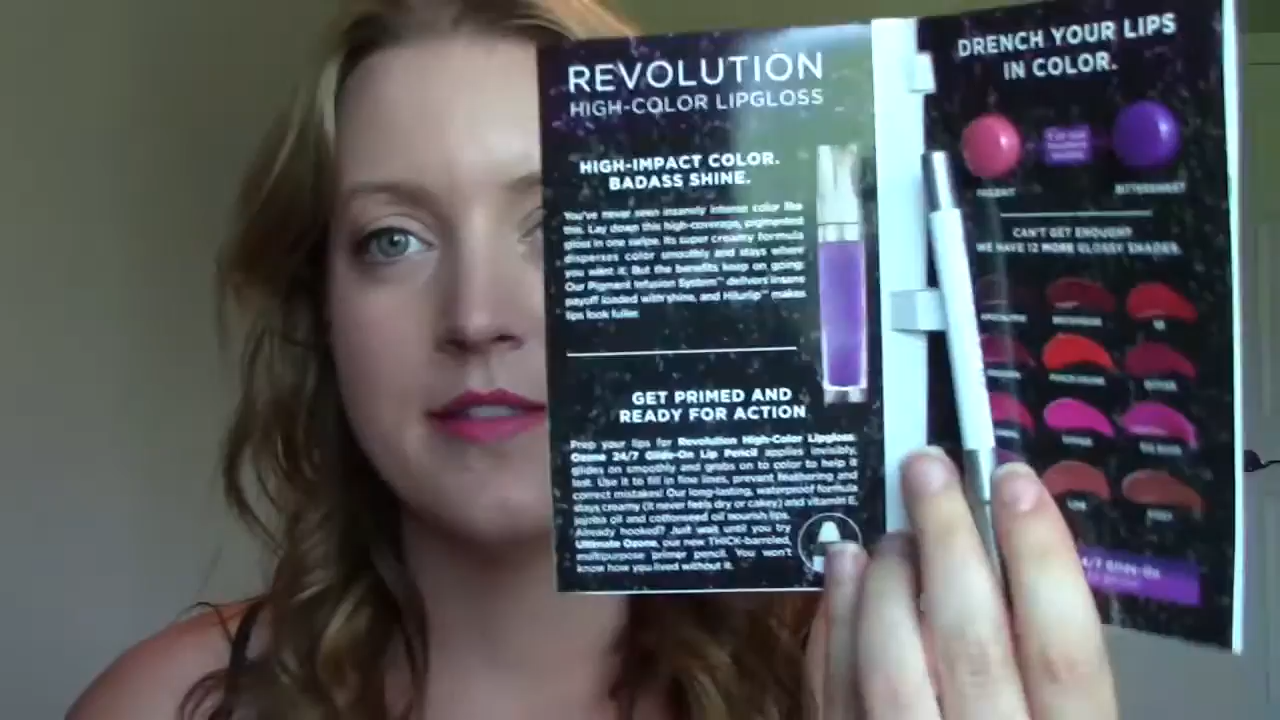 REVOLUTION
HIGH-COLOR LIPGLOSS
HIGH-IMPACT COLOR.
BADASS SHINE.
You've never seen insanely intense color like
this. Lay down this high-coverage, pigmented
gloss in one swipe. Its super creamy formula
disperses color smoothly and stays where
you want it. But the benefits keep on going:
Our Pigment Infusion System™ delivers insane
payoff loaded with shine, and Hilurlip™ makes
lips look fuller.
GET PRIMED AND
READY FOR ACTION
Prep your lips for Revolution High-Color Lipgloss.
Ozone 24/7 Glide-On Lip Pencil applies invisibly,
glides on smoothly and grabs on to color to help it
last. Use it to fill in fine lines, prevent feathering and
correct mistakes! Our long-lasting, waterproof formula
stays creamy (it never feels dry or cakey) and vitamin E,
jojoba oil and cottonseed oil nourish lips.
Already hooked? Just wait until you try
Ultimate Ozone, our new THICK-barreled,
multipurpose primer pencil. You won't
know how you lived without it.
DRENCH YOUR LIPS
IN COLOR.
BITTERSWEET
CAN'T GET ENOUGH?
WE HAVE 12 MORE GLOSSY SHADES.
24/7 Glide-On